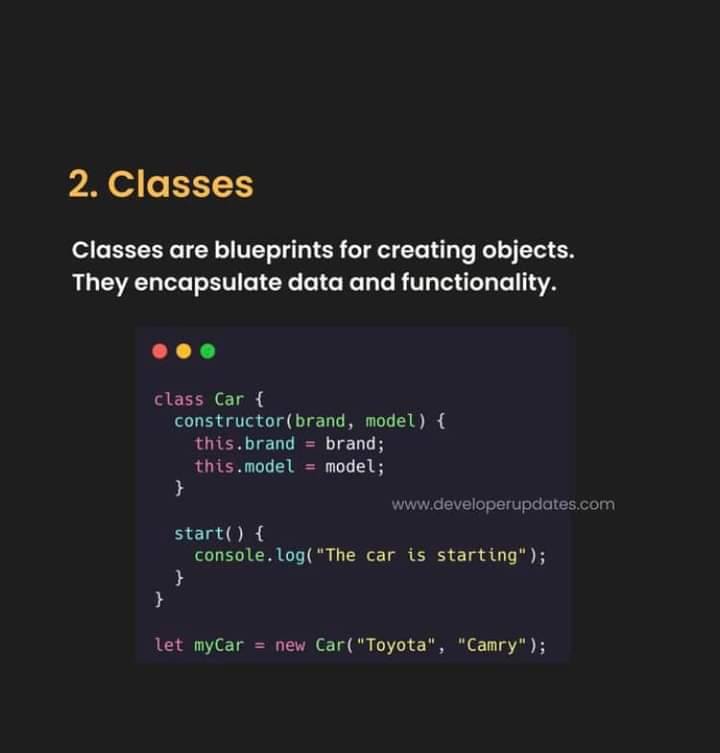 2. Classes
Classes are blueprints for creating objects.
They encapsulate data and functionality.
class Car {
  constructor(brand, model) {
    this.brand = brand;
    this.model = model;
  }
www.developerupdates.com
  start() {
    console.log("The car is starting");
  }
}
let myCar = new Car("Toyota", "Camry");